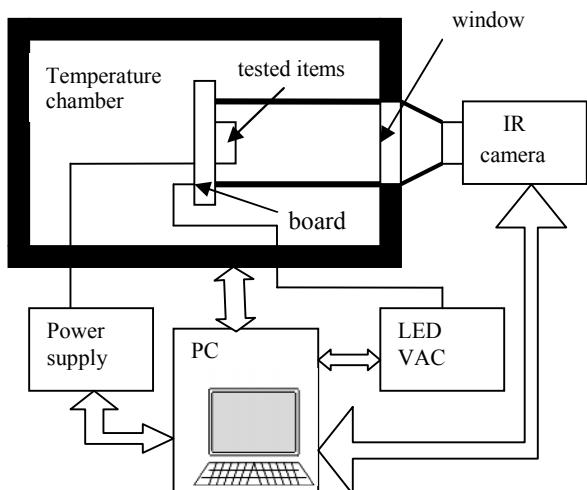 window
Temperature
chamber
tested items
IR
camera
board
Power
supply
PC
LED
VAC